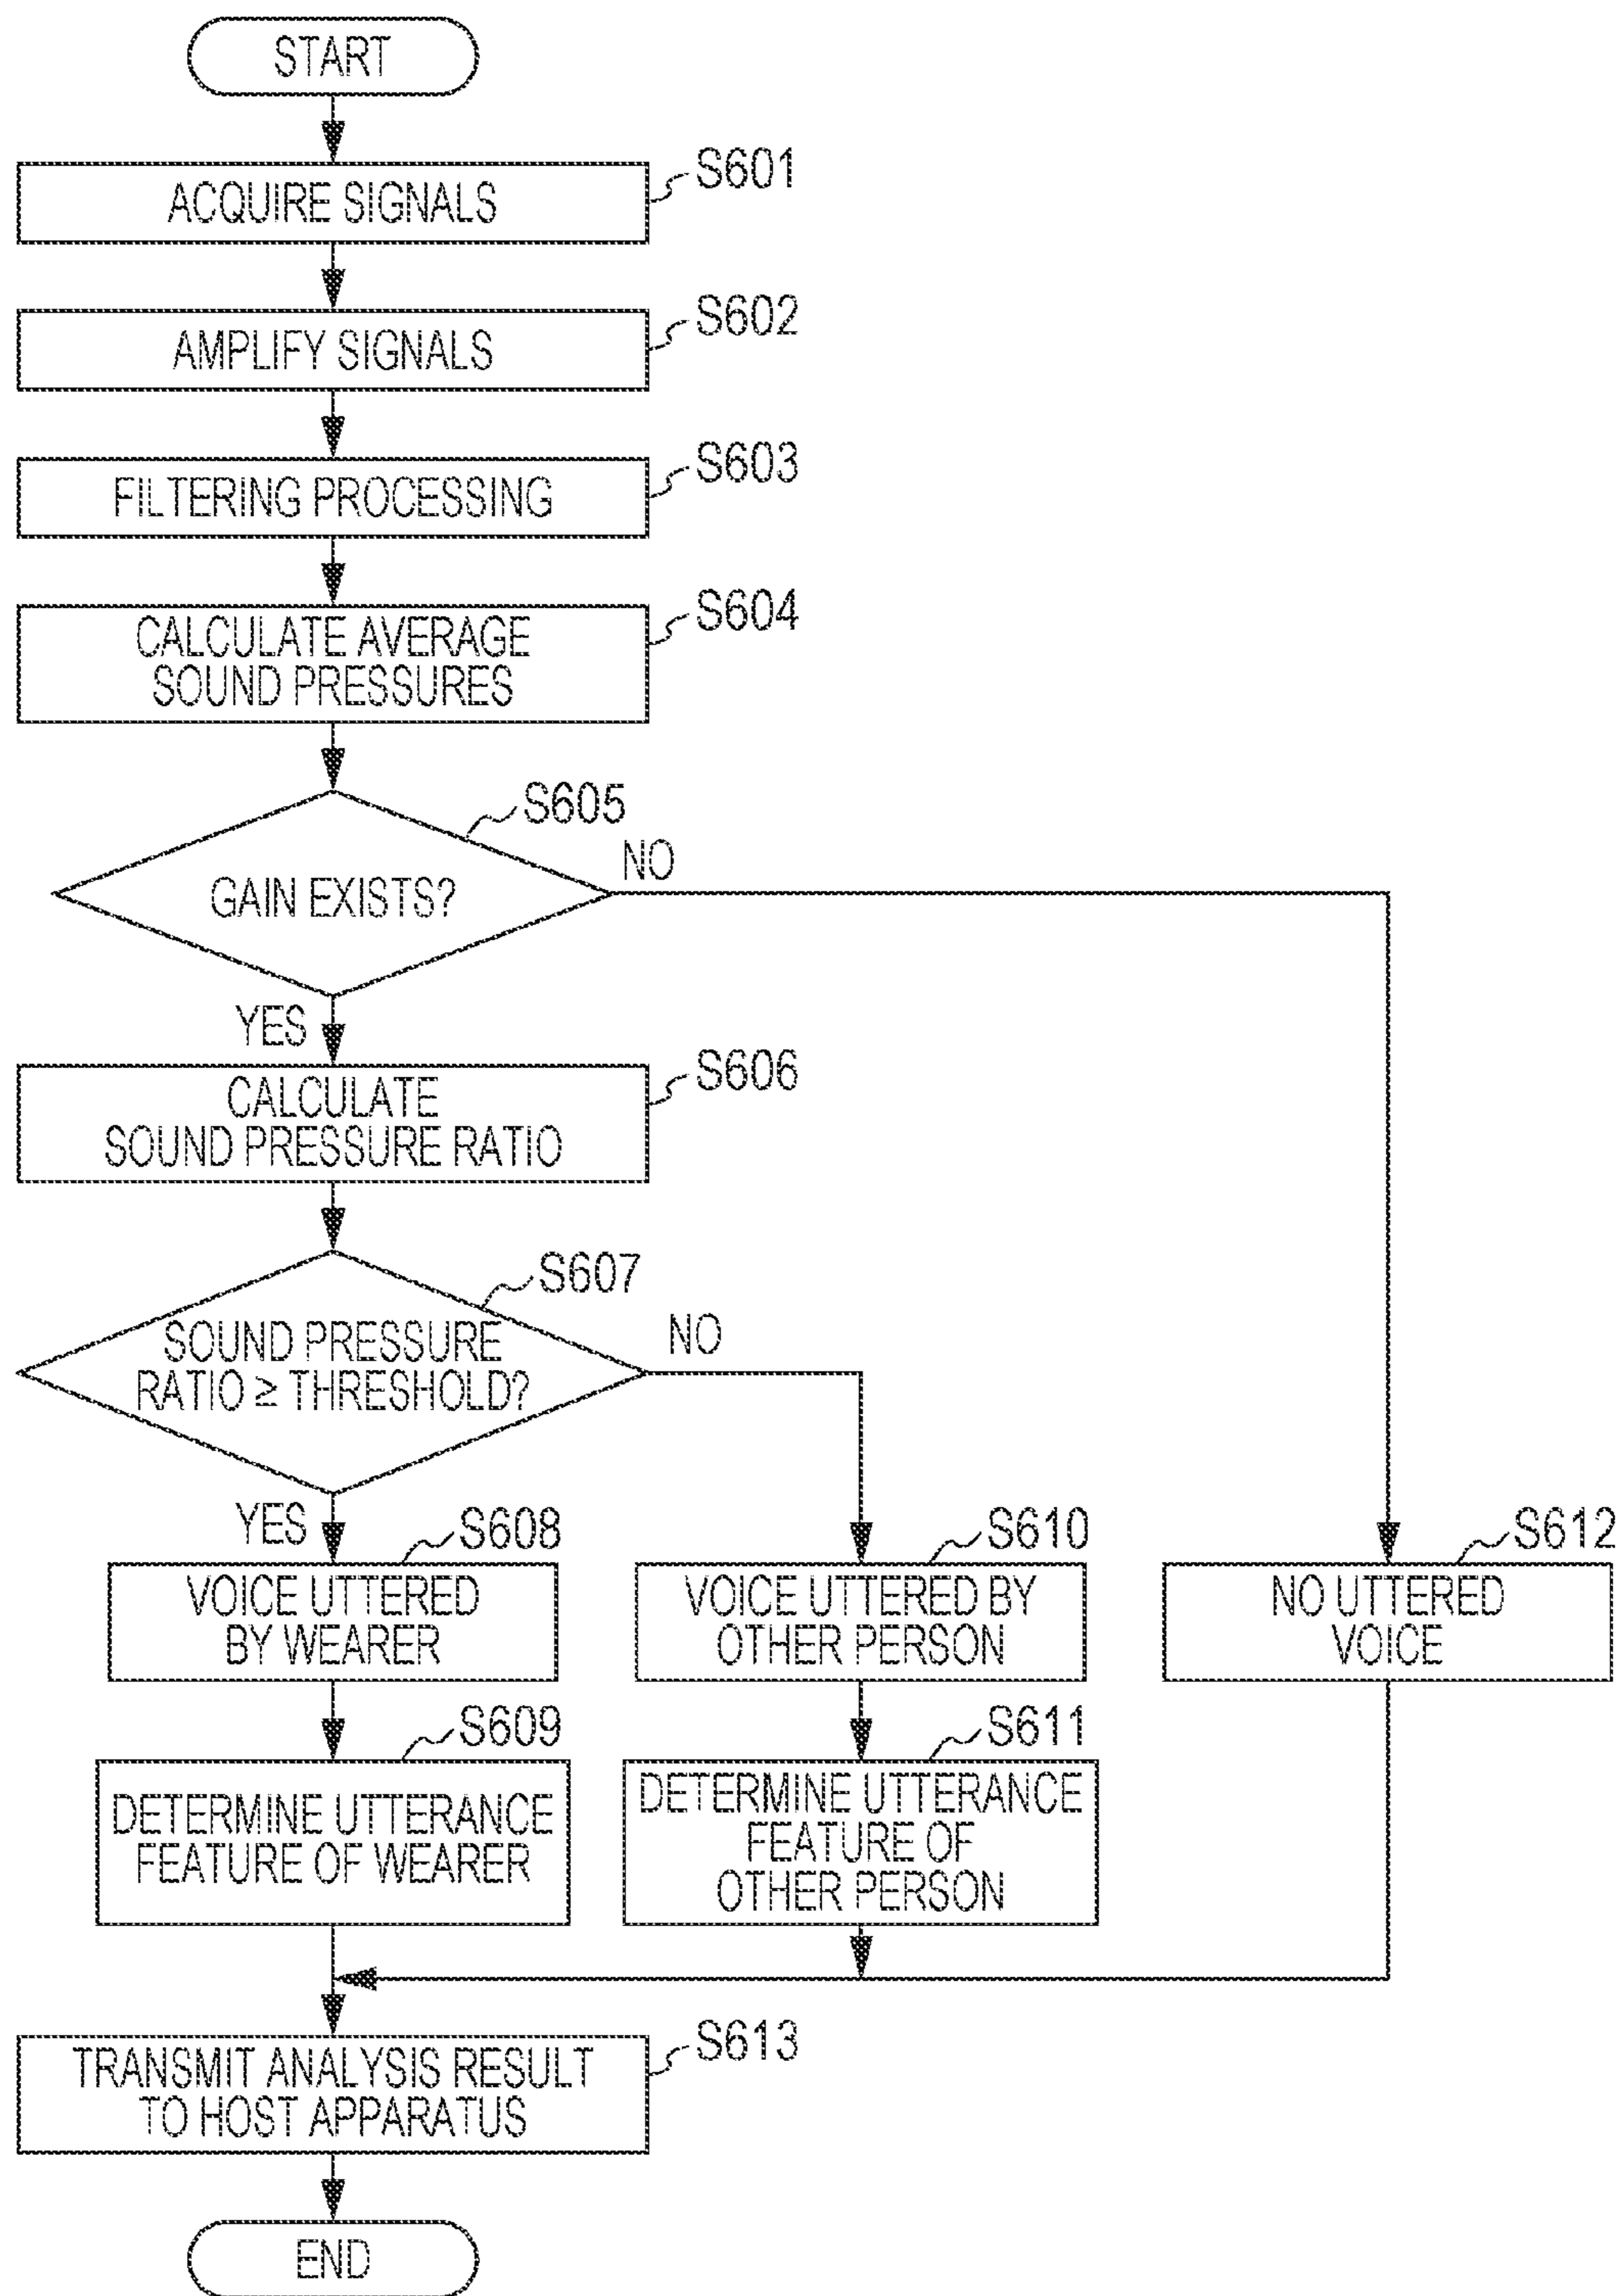 START
S601
ACQUIRE SIGNALS
S602
AMPLIFY SIGNALS
S603
FILTERING PROCESSING
S604
CALCULATE AVERAGE
SOUND PRESSURES
S605
NO
GAIN EXISTS?
YES
S606
CALCULATE
SOUND PRESSURE RATIO
S607
NO
SOUND PRESSURE
RATIO ≥ THRESHOLD?
YES
S608
VOICE UTTERED
BY WEARER
S610
VOICE UTTERED BY
OTHER PERSON
S612
NO UTTERED
VOICE
S609
DETERMINE UTTERANCE
FEATURE OF WEARER
S611
DETERMINE UTTERANCE
FEATURE OF
OTHER PERSON
S613
TRANSMIT ANALYSIS RESULT
TO HOST APPARATUS
END